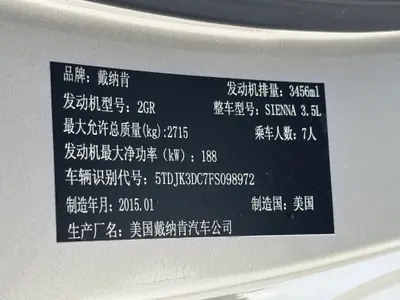 品牌：戴纳肯 发动机排量：3456ml
发动机型号：2GR 整车型号：SIENNA 3.5L
最大允许总质量(kg):2715 乘车人数：7人
发动机最大净功率（kW）：188
车辆识别代号：5TDJK3DC7FS098972
制造年月：2015.01 制造国：美国
生产厂名：美国戴纳肯汽车公司